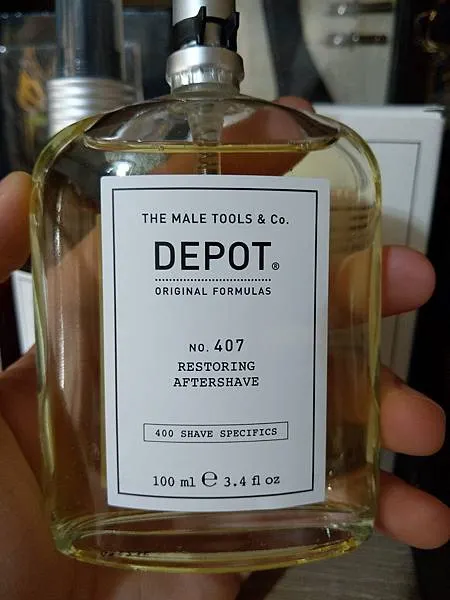 THE MALE TOOLS & Co.
DEPOT®
ORIGINAL FORMULAS
NO. 407
RESTORING
AFTERSHAVE
400 SHAVE SPECIFICS
100 ml ℮ 3.4 fl oz